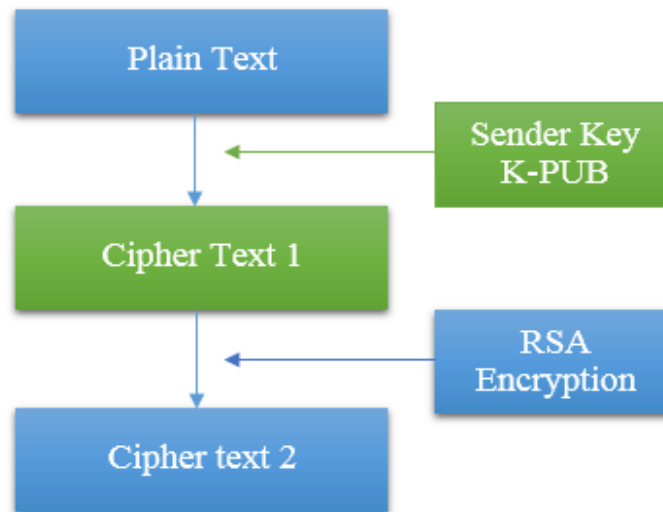 Plain Text
Sender Key
K-PUB
Cipher Text 1
RSA
Encryption
Cipher text 2